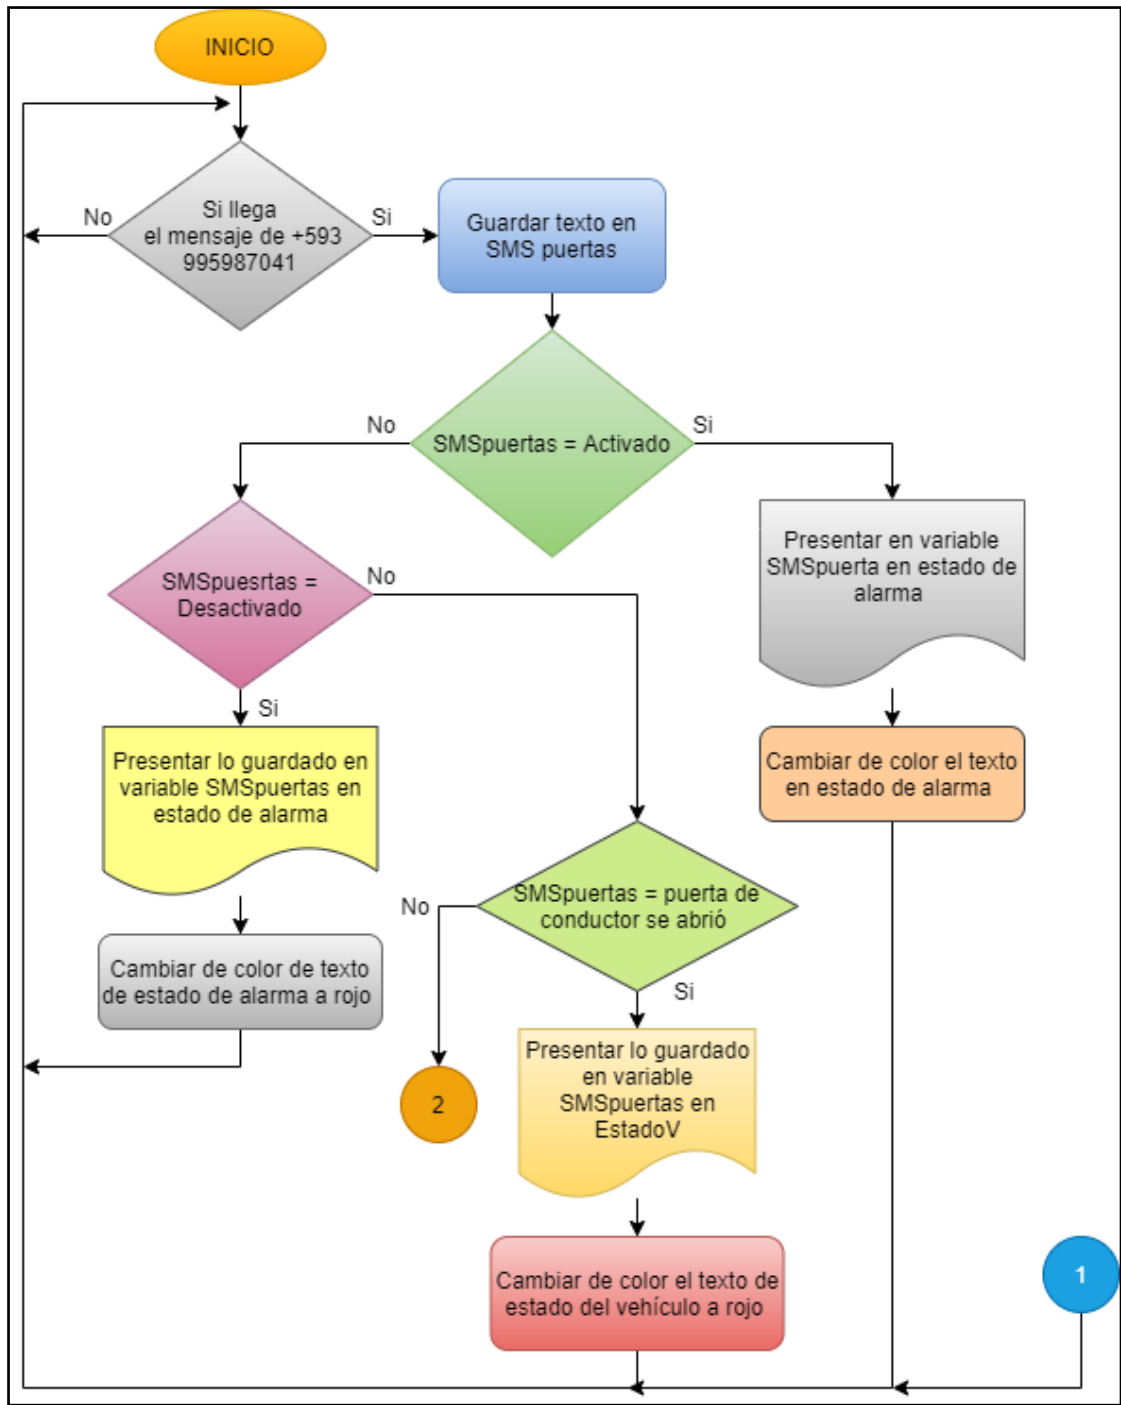 INICIO
No
Si llega
el mensaje de +593
995987041
Si
Guardar texto en
SMS puertas
No
SMSpuertas = Activado
Si
SMSpuesrtas =
Desactivado
No
Presentar en variable
SMSpuerta en estado de
alarma
Si
Presentar lo guardado en
variable SMSpuertas en
estado de alarma
Cambiar de color el texto
en estado de alarma
No
SMSpuertas = puerta de
conductor se abrió
Cambiar de color de texto
de estado de alarma a rojo
Si
2
Presentar lo guardado
en variable
SMSpuertas en
EstadoV
1
Cambiar de color el texto de
estado del vehículo a rojo